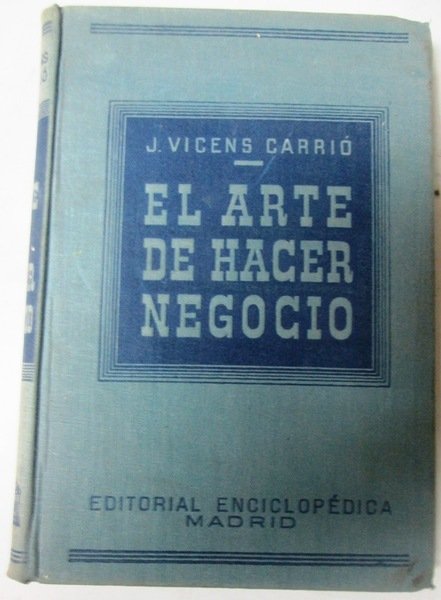 J. VICENS CARRIÓ
EL ARTE
DE HACER
NEGOCIO
EDITORIAL ENCICLOPÉDICA
MADRID